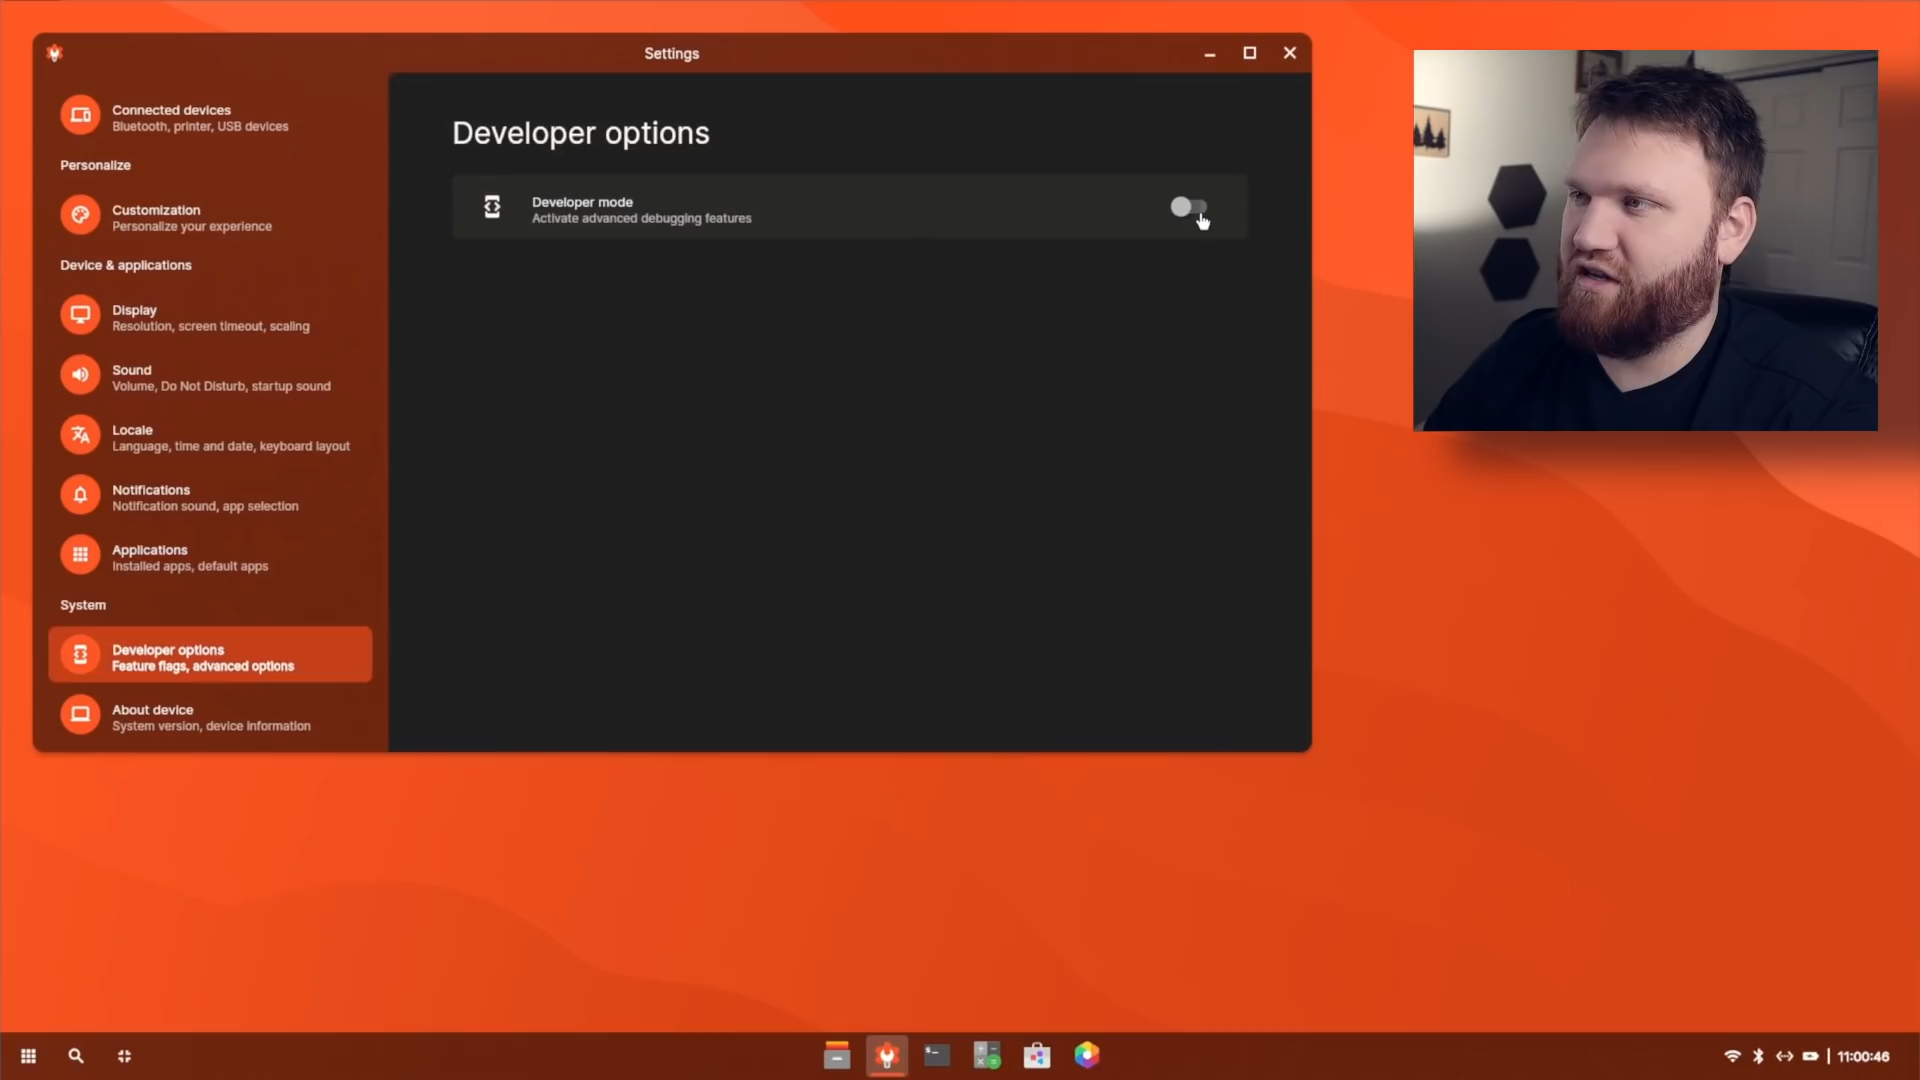 Settings
Connected devices
Bluetooth, printer, USB devices
Personalize
Customization
Personalize your experience
Device & applications
Display
Resolution, screen timeout, scaling
Sound
Volume, Do Not Disturb, startup sound
Locale
Language, time and date, keyboard layout
Notifications
Notification sound, app selection
Applications
Installed apps, default apps
System
Developer options
Feature flags, advanced options
About device
System version, device information
Developer options
Developer mode
Activate advanced debugging features
11:00:46